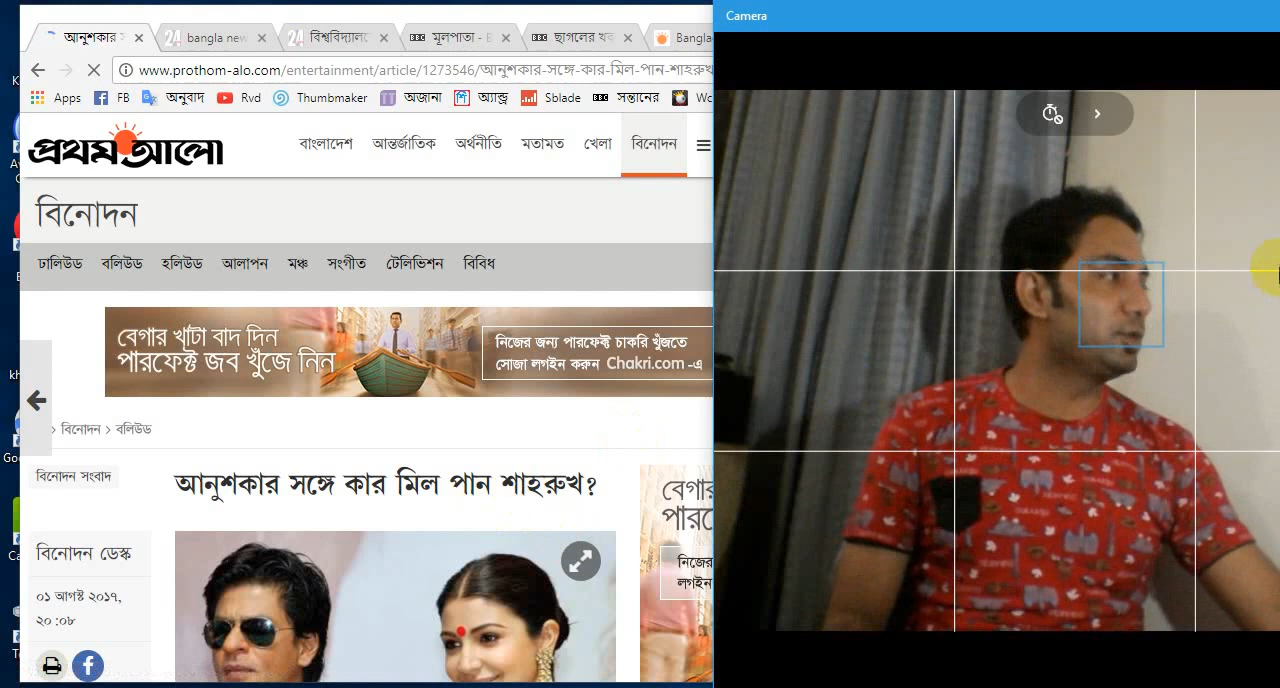 আনুশকার স
bangla new
বিশ্ববিদ্যালে
মূলপাতা - B
ছাগলের খব
Bangla
www.prothom-alo.com/entertainment/article/1273546/আনুশকার-সঙ্গে-কার-মিল-পান-শাহরুখ
Apps
FB
অনুবাদ
Rvd
Thumbmaker
অজানা
অ্যান্ড্র
Sblade
সন্তানের
Wc
প্রথম আলো
বাংলাদেশ
আন্তর্জাতিক
অর্থনীতি
মতামত
খেলা
বিনোদন
বিনোদন
ঢালিউড
বলিউড
হলিউড
আলাপন
মঞ্চ
সংগীত
টেলিভিশন
বিবিধ
বেগার খাটা বাদ দিন
পারফেক্ট জব খুঁজে নিন
নিজের জন্য পারফেক্ট চাকরি খুঁজতে
সোজা লগইন করুন Chakri.com -এ
› বিনোদন › বলিউড
বিনোদন সংবাদ
আনুশকার সঙ্গে কার মিল পান শাহরুখ?
বিনোদন ডেস্ক
০১ আগস্ট ২০১৭,
২০:০৮
বেগার
পারফে
নিজের
লগইন
Camera